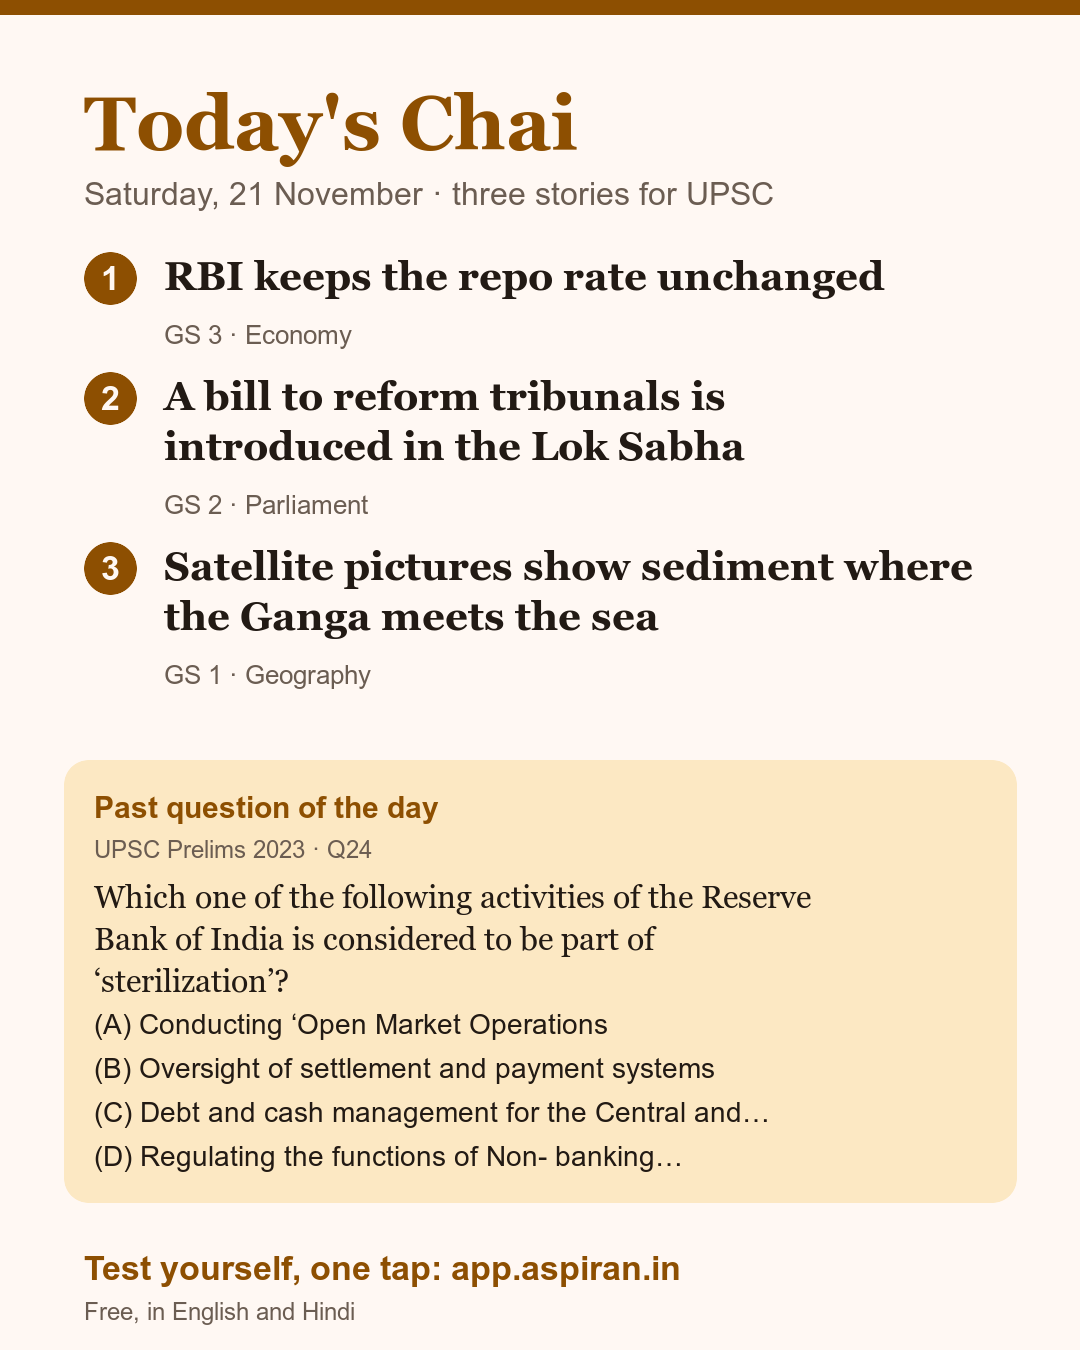 Today's Chai
Saturday, 21 November · three stories for UPSC
1
RBI keeps the repo rate unchanged
GS 3 · Economy
2
A bill to reform tribunals is
introduced in the Lok Sabha
GS 2 · Parliament
3
Satellite pictures show sediment where
the Ganga meets the sea
GS 1 · Geography
Past question of the day
UPSC Prelims 2023 · Q24
Which one of the following activities of the Reserve
Bank of India is considered to be part of
‘sterilization’?
(A) Conducting ‘Open Market Operations
(B) Oversight of settlement and payment systems
(C) Debt and cash management for the Central and…
(D) Regulating the functions of Non- banking…
Test yourself, one tap: app.aspiran.in
Free, in English and Hindi